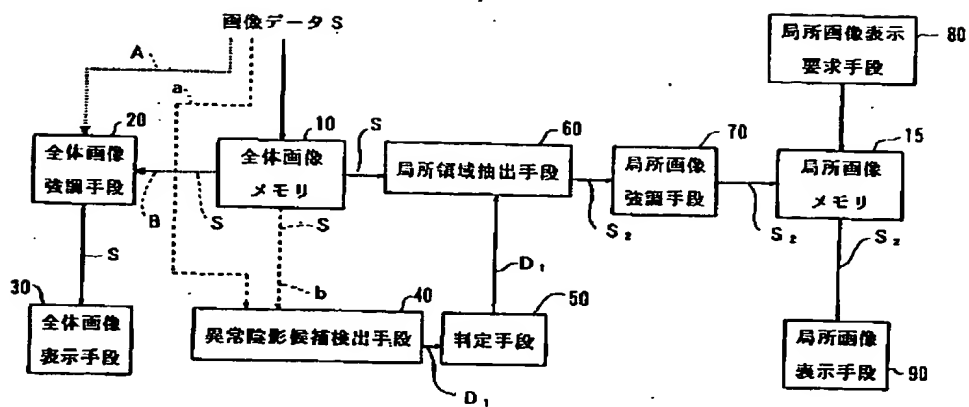 画像データ S
A
a
20
全体画像
強調手段
10
全体画像
メモリ
S
60
局所領域抽出手段
S₂
70
局所画像
強調手段
S₂
80
局所画像表示
要求手段
15
局所画像
メモリ
S₂
B
S
S
S
b
D₁
30
全体画像
表示手段
40
異常陰影候補検出手段
D₁
50
判定手段
局所画像
表示手段
90